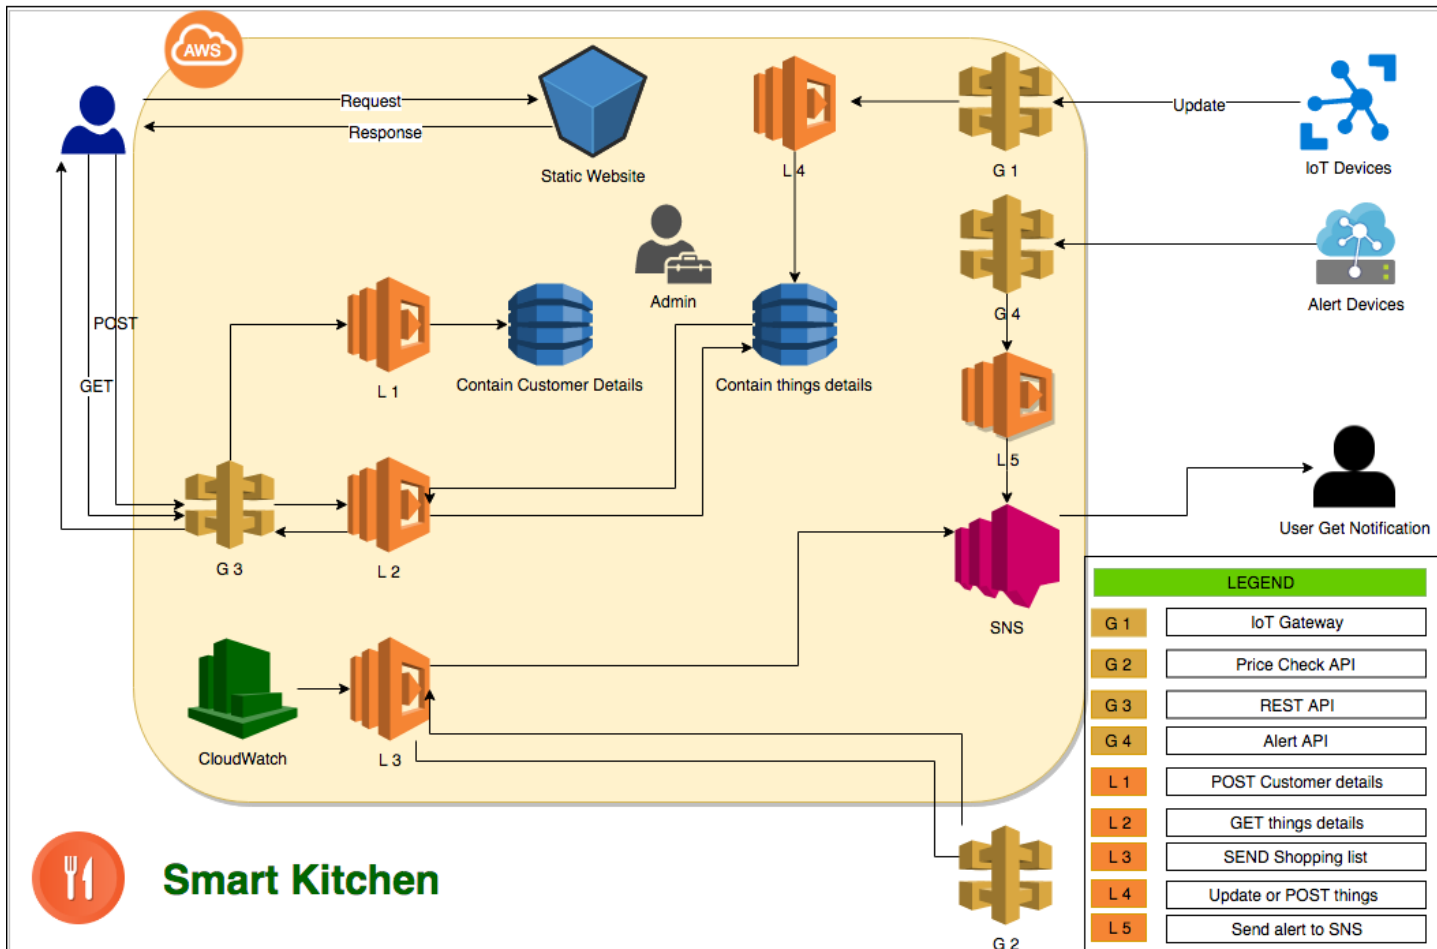 AWS
Request
Response
Update
Static Website
L 4
G 1
IoT Devices
Admin
Alert Devices
G 4
POST
GET
L 1
Contain Customer Details
Contain things details
L 5
User Get Notification
G 3
L 2
SNS
CloudWatch
L 3
LEGEND
G 1 IoT Gateway
G 2 Price Check API
G 3 REST API
G 4 Alert API
L 1 POST Customer details
L 2 GET things details
L 3 SEND Shopping list
L 4 Update or POST things
L 5 Send alert to SNS
Smart Kitchen
G 2